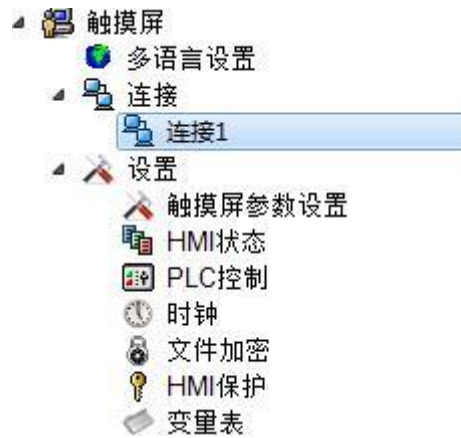 触摸屏
多语言设置
连接
连接1
设置
触摸屏参数设置
HMI状态
PLC控制
时钟
文件加密
HMI保护
变量表